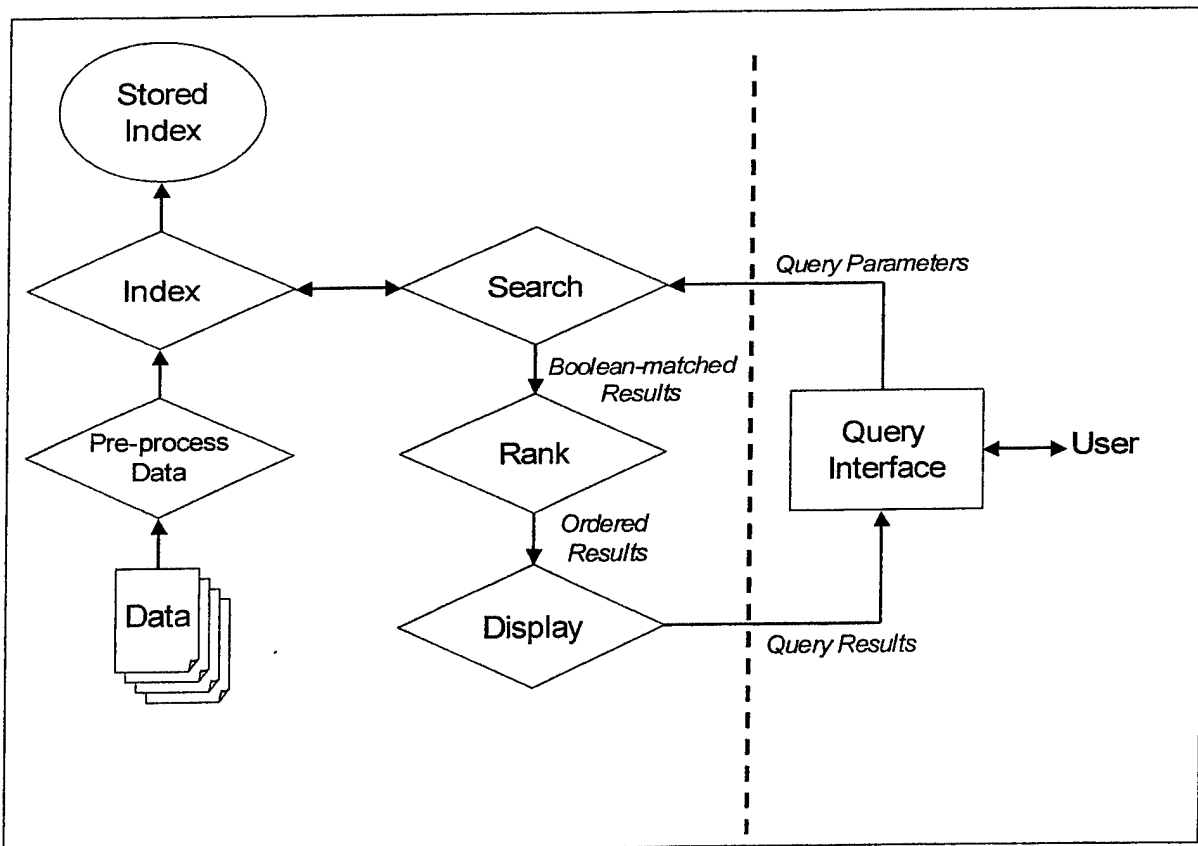 Stored
Index
Index
Search
Query Parameters
Boolean-matched
Results
Pre-process
Data
Rank
Query
Interface
User
Ordered
Results
Data
Display
Query Results